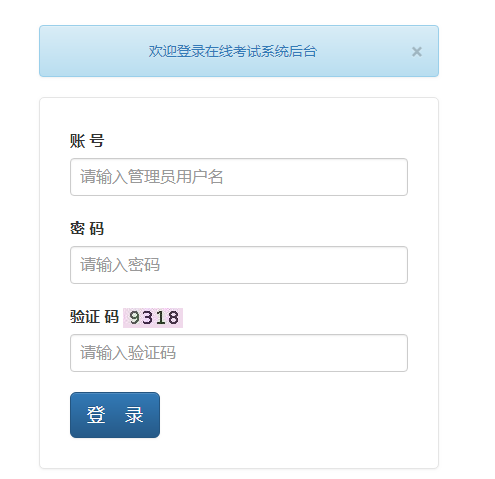 欢迎登录在线考试系统后台 ×
账 号
请输入管理员用户名
密 码
请输入密码
验证 码 9318
请输入验证码
登 录